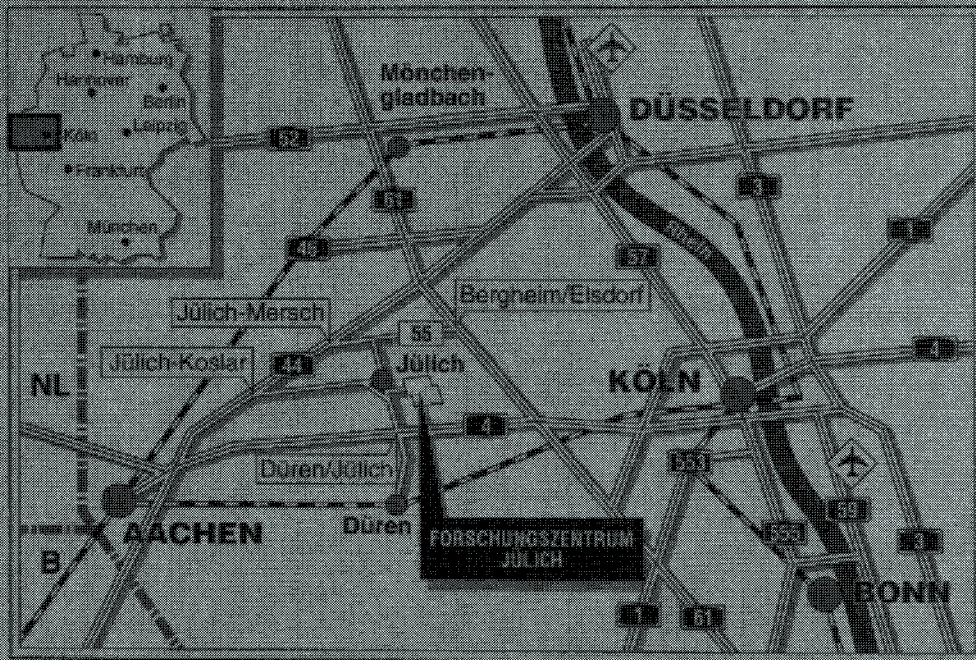 Hamburg
Hannover
Berlin
Köln
Leipzig
Frankfurt
München
Mönchen-
gladbach
DÜSSELDORF
52
61
3
1
46
57
Rhein
Bergheim/Elsdorf
Jülich-Mersch
55
Jülich-Koslar
44
Jülich
4
NL
KÖLN
4
553
Düren/Jülich
AACHEN
Düren
FORSCHUNGSZENTRUM
JÜLICH
59
555
3
B
BONN
1
61